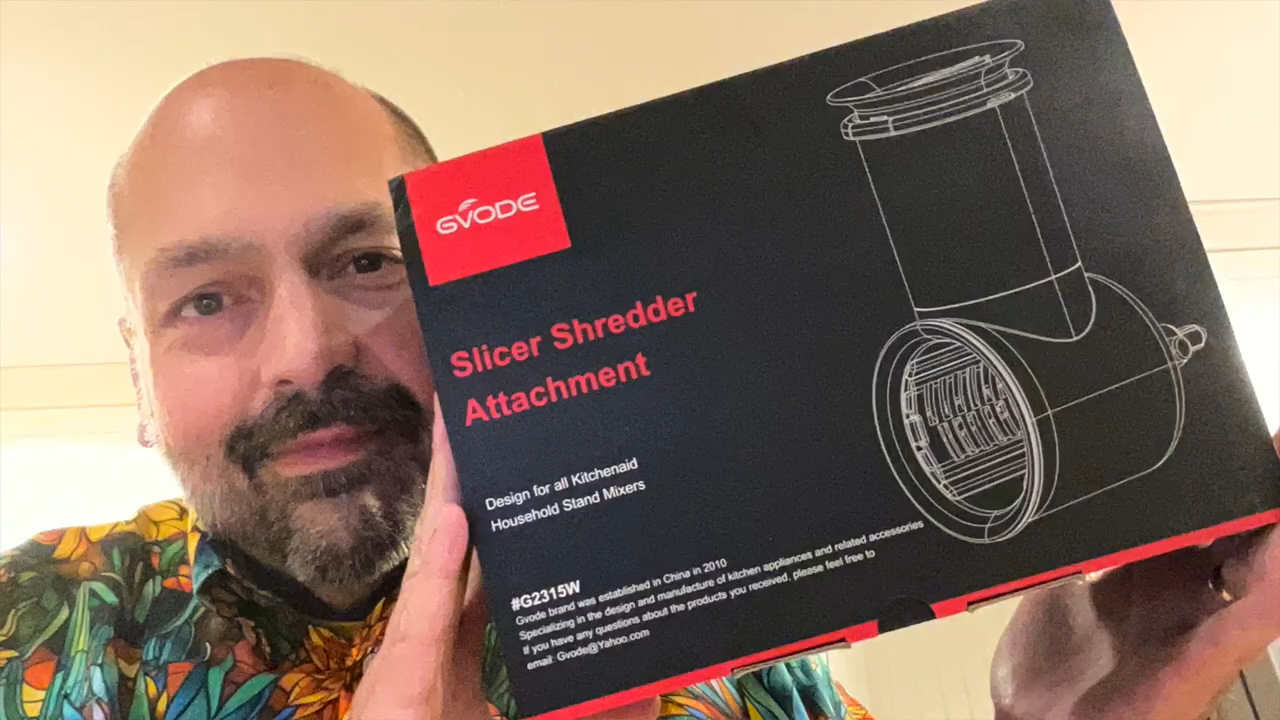 GVODE
Slicer Shredder
Attachment
Design for all Kitchenaid
Household Stand Mixers
#G2315W
Gvode brand was established in China in 2010
Specializing in the design and manufacture of kitchen appliances and related accessories
If you have any questions about the products you received, please feel free to
email: Gvode@Yahoo.com